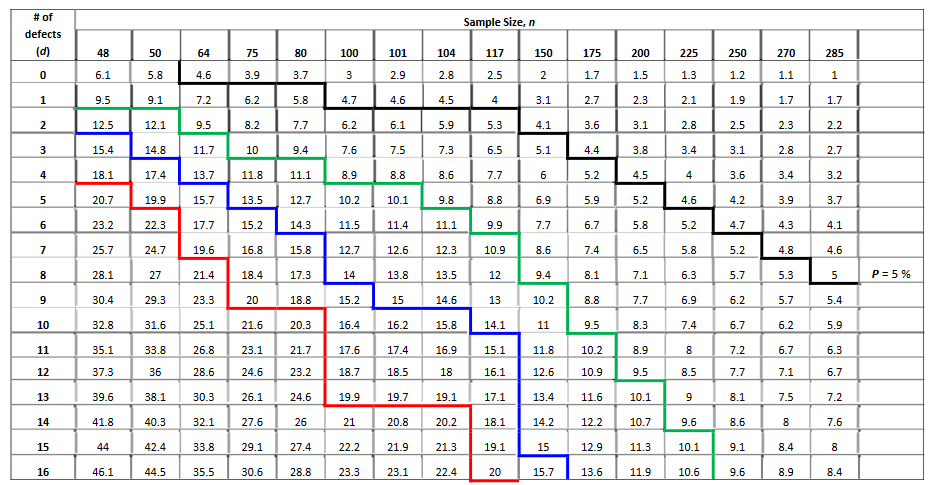 # of defects (d) Sample Size, n
48 50 64 75 80 100 101 104 117 150 175 200 225 250 270 285
0 6.1 5.8 4.6 3.9 3.7 3 2.9 2.8 2.5 2 1.7 1.5 1.3 1.2 1.1 1
1 9.5 9.1 7.2 6.2 5.8 4.7 4.6 4.5 4 3.1 2.7 2.3 2.1 1.9 1.7 1.7
2 12.5 12.1 9.5 8.2 7.7 6.2 6.1 5.9 5.3 4.1 3.6 3.1 2.8 2.5 2.3 2.2
3 15.4 14.8 11.7 10 9.4 7.6 7.5 7.3 6.5 5.1 4.4 3.8 3.4 3.1 2.8 2.7
4 18.1 17.4 13.7 11.8 11.1 8.9 8.8 8.6 7.7 6 5.2 4.5 4 3.6 3.4 3.2
5 20.7 19.9 15.7 13.5 12.7 10.2 10.1 9.8 8.8 6.9 5.9 5.2 4.6 4.2 3.9 3.7
6 23.2 22.3 17.7 15.2 14.3 11.5 11.4 11.1 9.9 7.7 6.7 5.8 5.2 4.7 4.3 4.1
7 25.7 24.7 19.6 16.8 15.8 12.7 12.6 12.3 10.9 8.6 7.4 6.5 5.8 5.2 4.8 4.6
8 28.1 27 21.4 18.4 17.3 14 13.8 13.5 12 9.4 8.1 7.1 6.3 5.7 5.3 5 P = 5 %
9 30.4 29.3 23.3 20 18.8 15.2 15 14.6 13 10.2 8.8 7.7 6.9 6.2 5.7 5.4
10 32.8 31.6 25.1 21.6 20.3 16.4 16.2 15.8 14.1 11 9.5 8.3 7.4 6.7 6.2 5.9
11 35.1 33.8 26.8 23.1 21.7 17.6 17.4 16.9 15.1 11.8 10.2 8.9 8 7.2 6.7 6.3
12 37.3 36 28.6 24.6 23.2 18.7 18.5 18 16.1 12.6 10.9 9.5 8.5 7.7 7.1 6.7
13 39.6 38.1 30.3 26.1 24.6 19.9 19.7 19.1 17.1 13.4 11.6 10.1 9 8.1 7.5 7.2
14 41.8 40.3 32.1 27.6 26 21 20.8 20.2 18.1 14.2 12.2 10.7 9.6 8.6 8 7.6
15 44 42.4 33.8 29.1 27.4 22.2 21.9 21.3 19.1 15 12.9 11.3 10.1 9.1 8.4 8
16 46.1 44.5 35.5 30.6 28.8 23.3 23.1 22.4 20 15.7 13.6 11.9 10.6 9.6 8.9 8.4